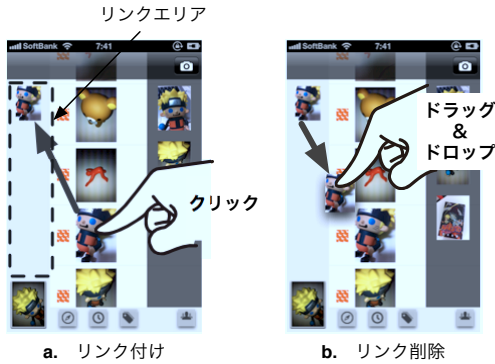 リンクエリア
SoftBank 7:41
SoftBank 7:41
クリック
ドラッグ
&
ドロップ
a. リンク付け
b. リンク削除